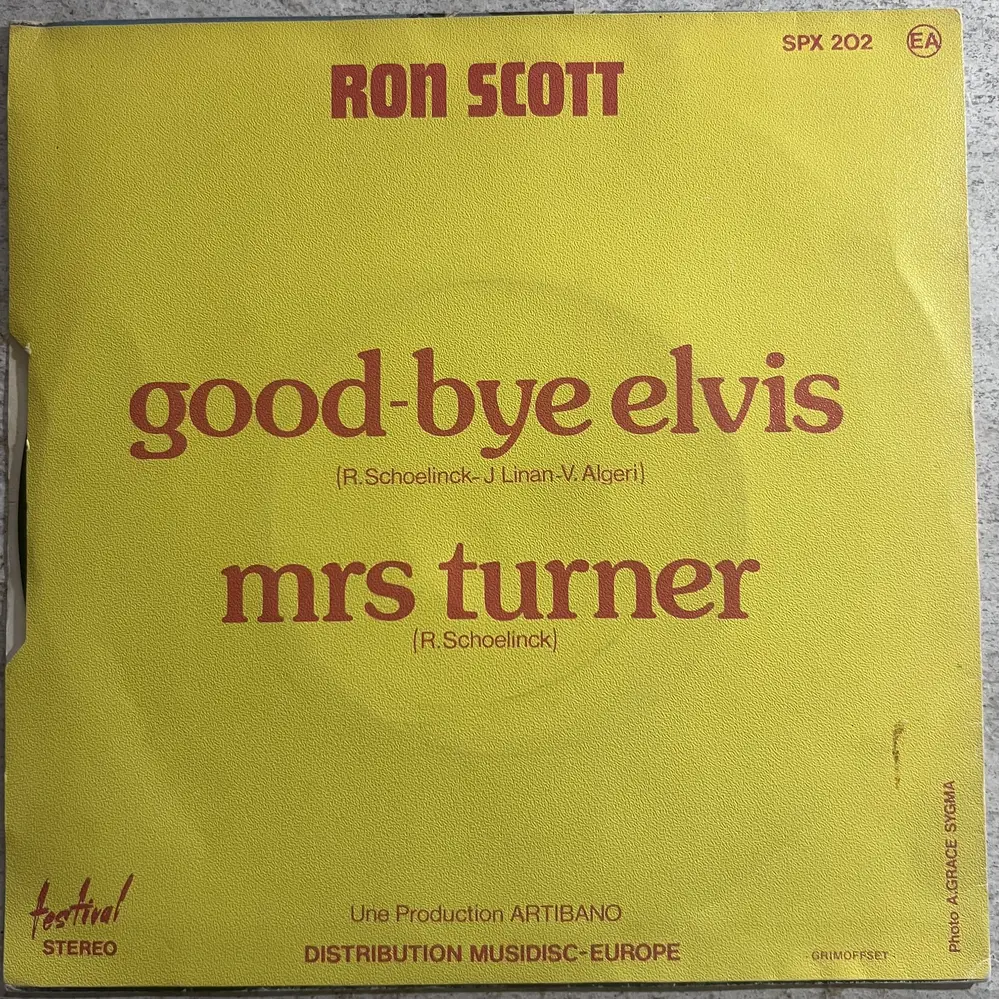 SPX 202 EA
RON SCOTT
good-bye elvis
(R.Schoelinck-J Linan-V.Algeri)
mrs turner
(R.Schoelinck)
Photo A.GRACE SYGMA
festival
STEREO
Une Production ARTIBANO
DISTRIBUTION MUSIDISC-EUROPE
- GRIMOFFSET -